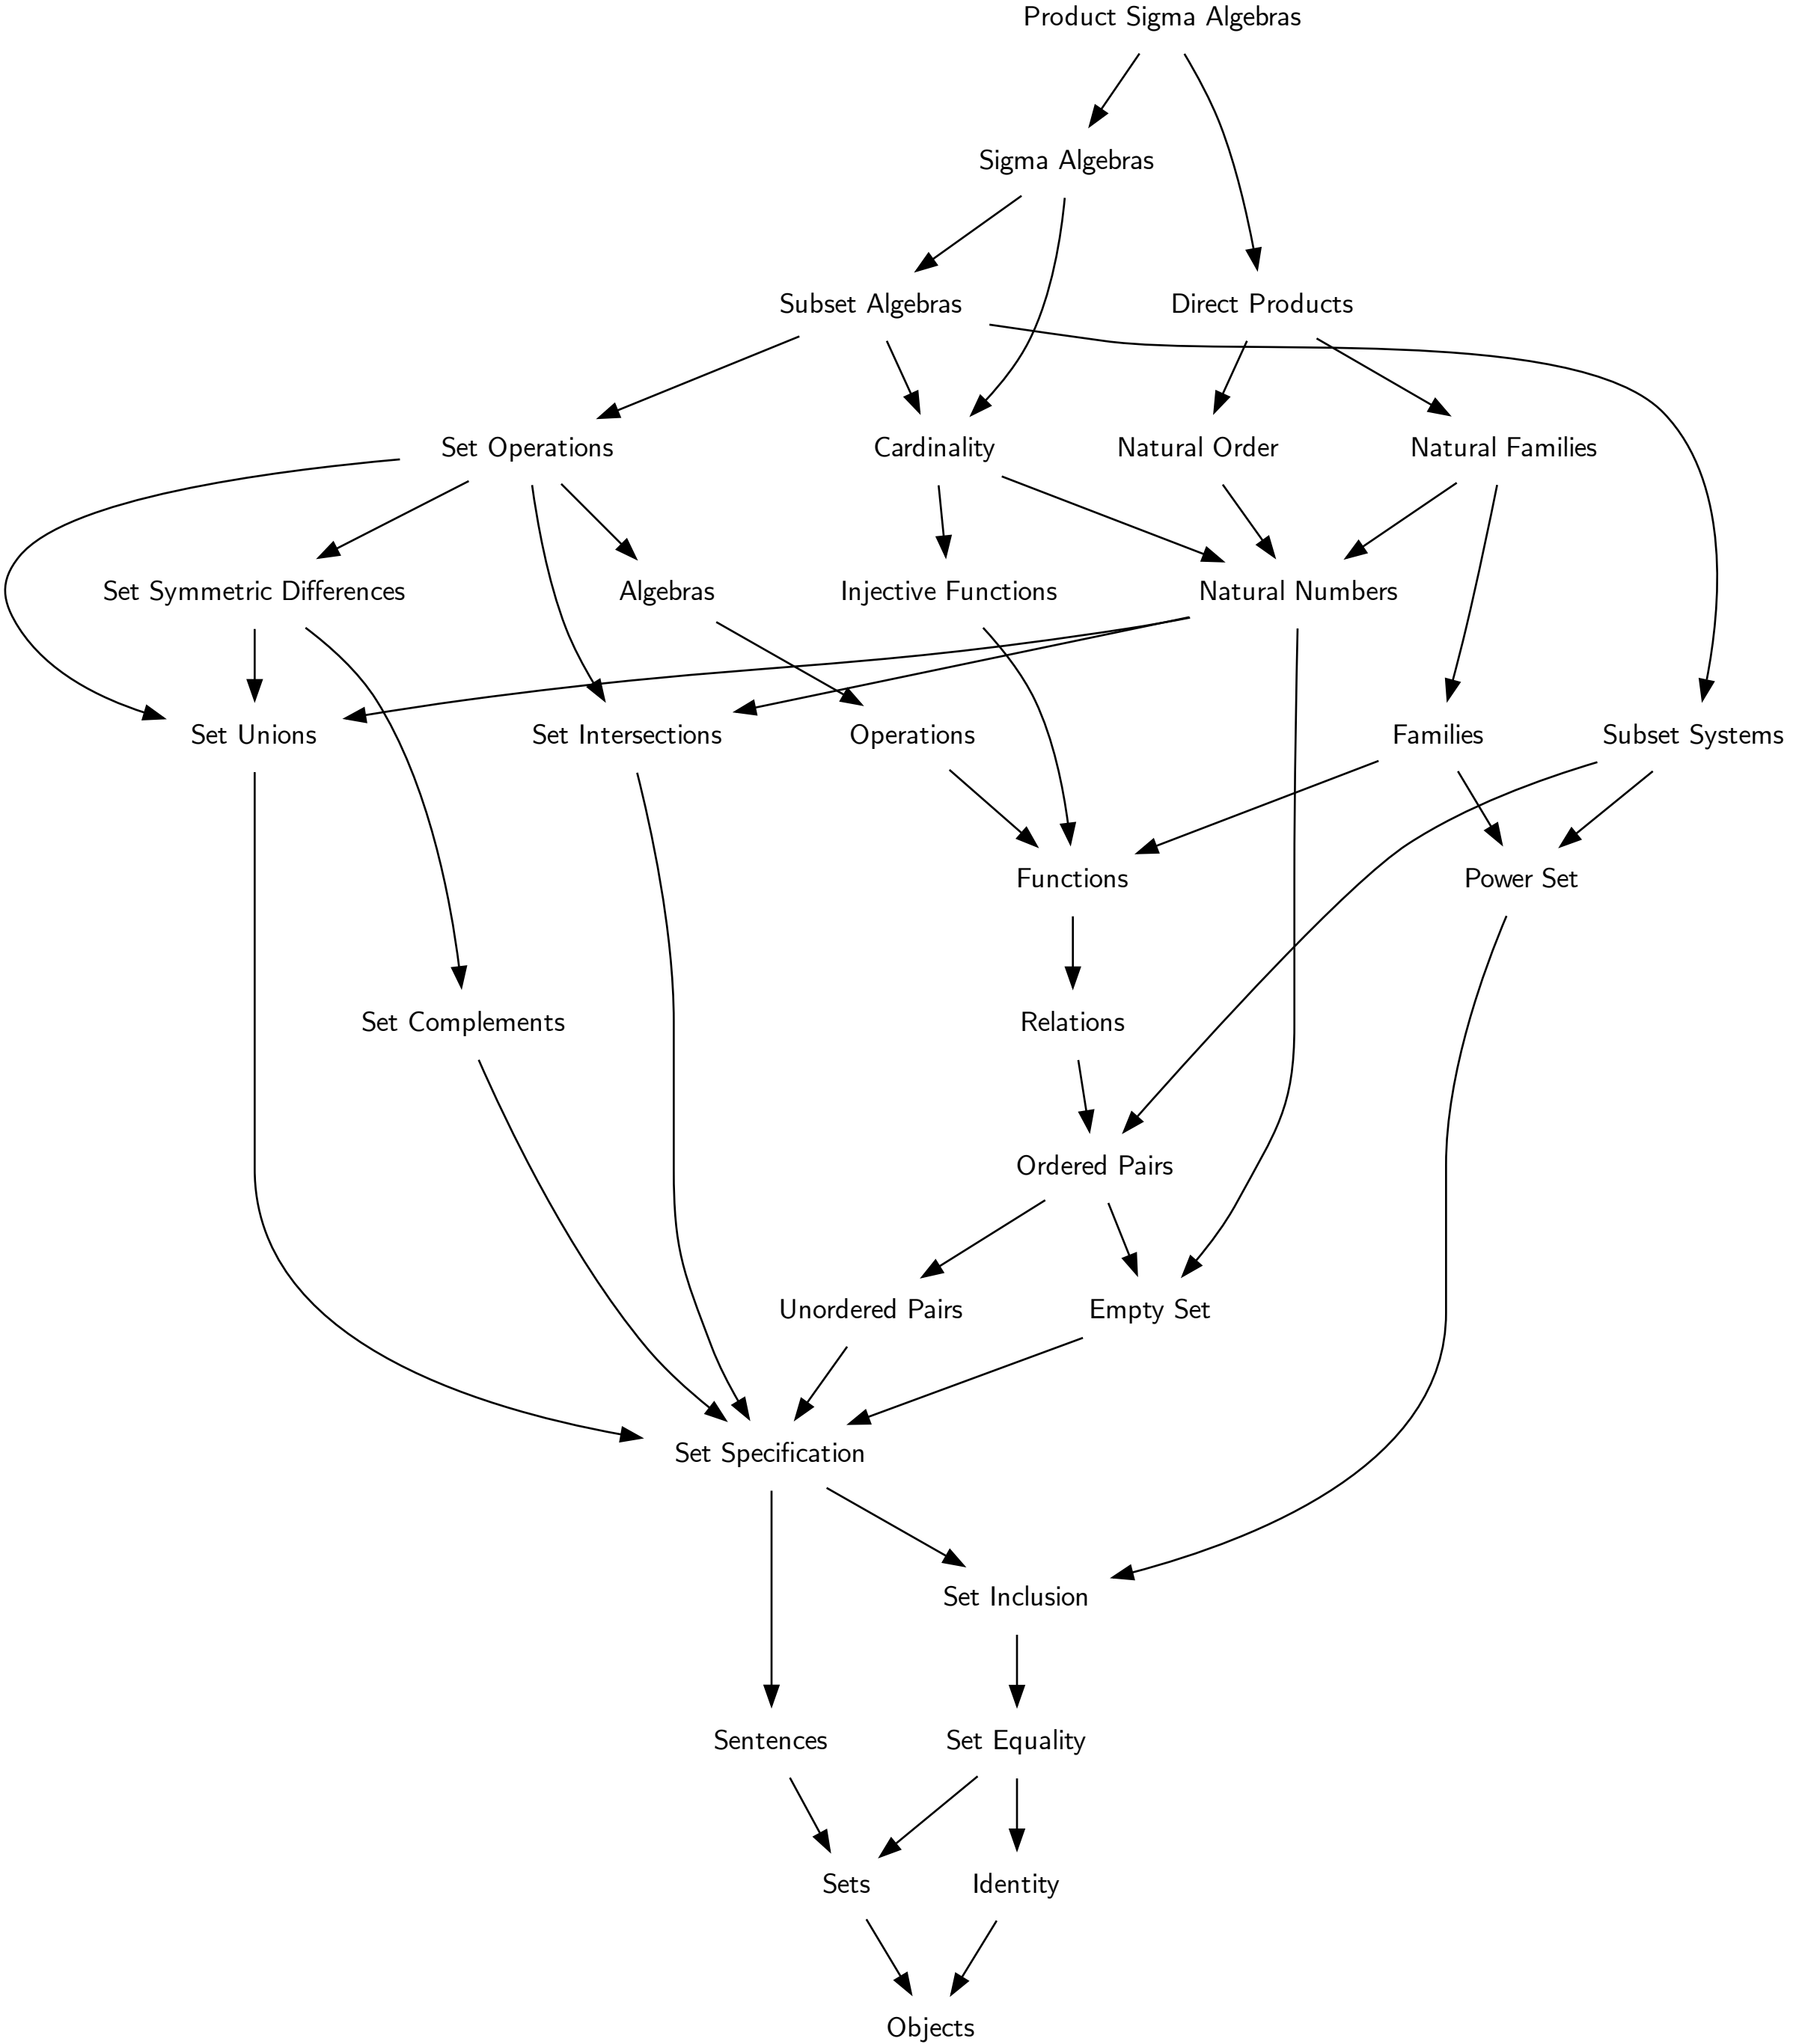 Product Sigma Algebras
Sigma Algebras
Subset Algebras
Direct Products
Set Operations
Cardinality
Natural Order
Natural Families
Set Symmetric Differences
Algebras
Injective Functions
Natural Numbers
Set Unions
Set Intersections
Operations
Families
Subset Systems
Functions
Power Set
Set Complements
Relations
Ordered Pairs
Unordered Pairs
Empty Set
Set Specification
Set Inclusion
Sentences
Set Equality
Sets
Identity
Objects